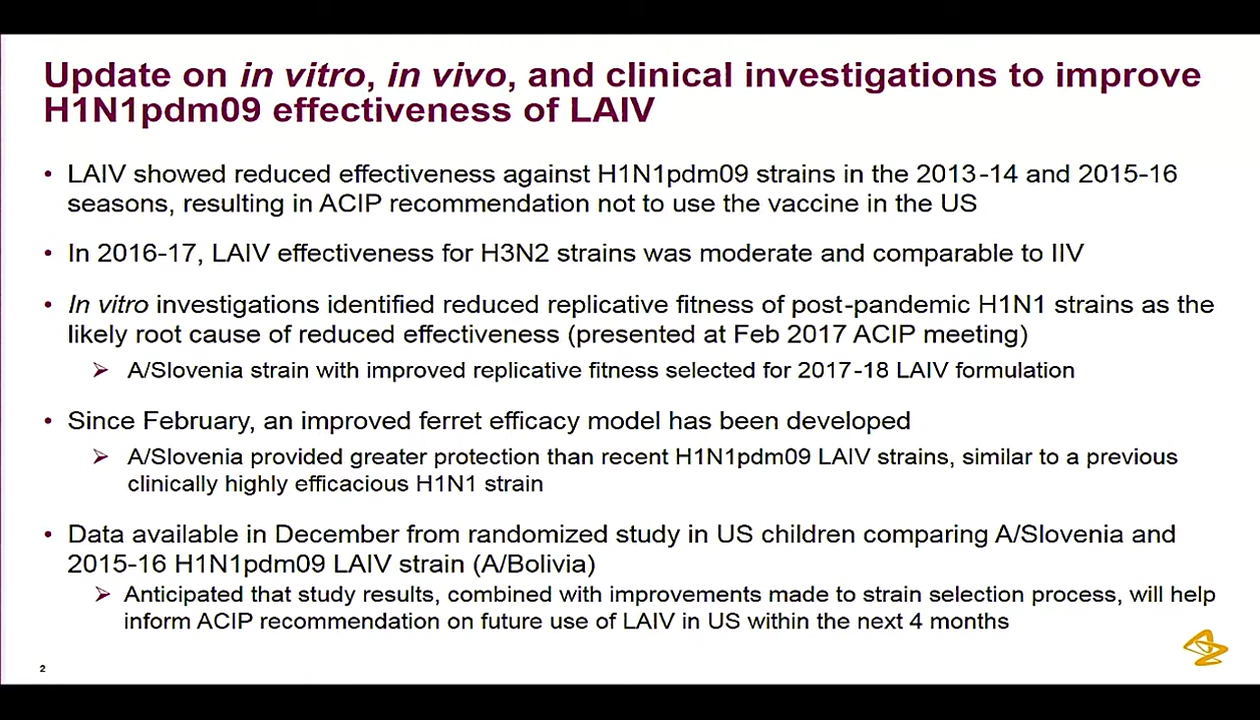 Update on in vitro, in vivo, and clinical investigations to improve
H1N1pdm09 effectiveness of LAIV
• LAIV showed reduced effectiveness against H1N1pdm09 strains in the 2013-14 and 2015-16
seasons, resulting in ACIP recommendation not to use the vaccine in the US
• In 2016-17, LAIV effectiveness for H3N2 strains was moderate and comparable to IIV
• In vitro investigations identified reduced replicative fitness of post-pandemic H1N1 strains as the
likely root cause of reduced effectiveness (presented at Feb 2017 ACIP meeting)
➢ A/Slovenia strain with improved replicative fitness selected for 2017-18 LAIV formulation
• Since February, an improved ferret efficacy model has been developed
➢ A/Slovenia provided greater protection than recent H1N1pdm09 LAIV strains, similar to a previous
clinically highly efficacious H1N1 strain
• Data available in December from randomized study in US children comparing A/Slovenia and
2015-16 H1N1pdm09 LAIV strain (A/Bolivia)
➢ Anticipated that study results, combined with improvements made to strain selection process, will help
inform ACIP recommendation on future use of LAIV in US within the next 4 months
2